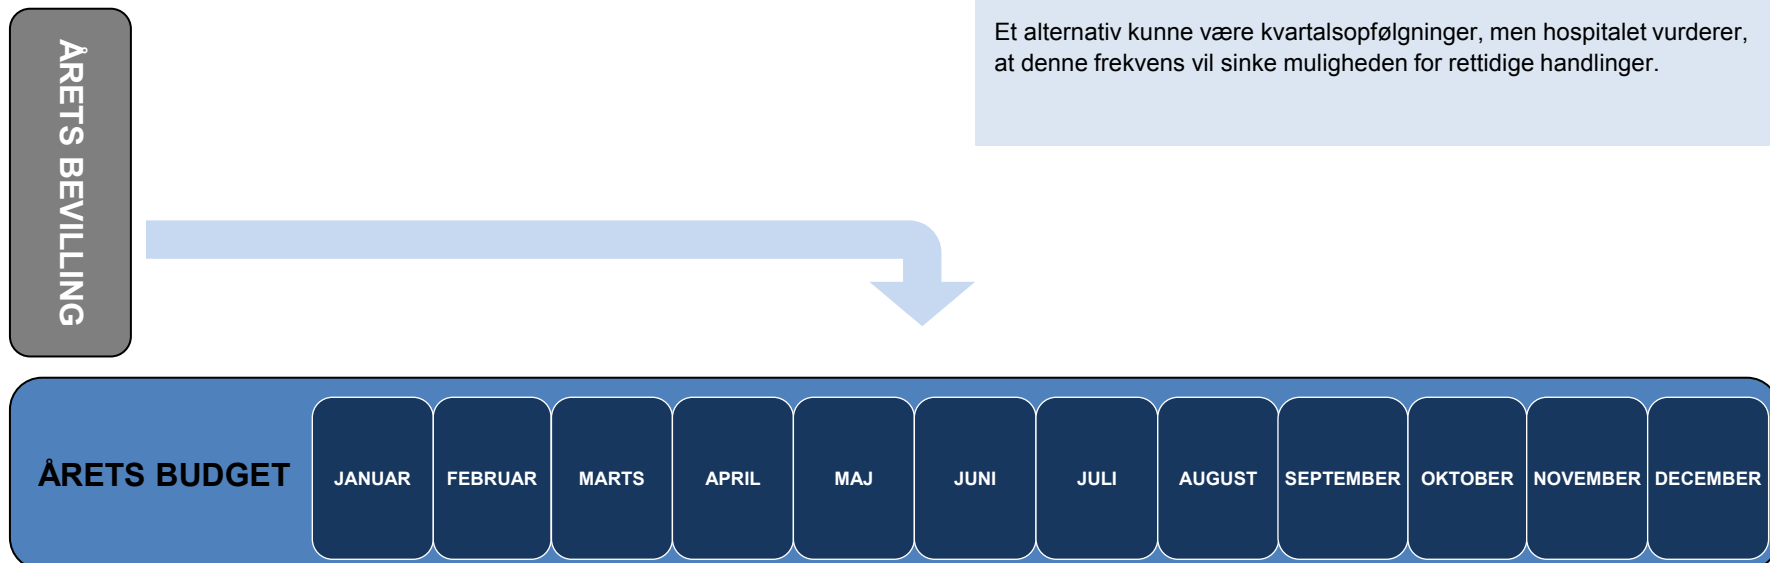 Et alternativ kunne være kvartalsopfølgninger, men hospitalet vurderer,
at denne frekvens vil sinke muligheden for rettidige handlinger.
ÅRETS BEVILLING
ÅRETS BUDGET
JANUAR
FEBRUAR
MARTS
APRIL
MAJ
JUNI
JULI
AUGUST
SEPTEMBER
OKTOBER
NOVEMBER
DECEMBER